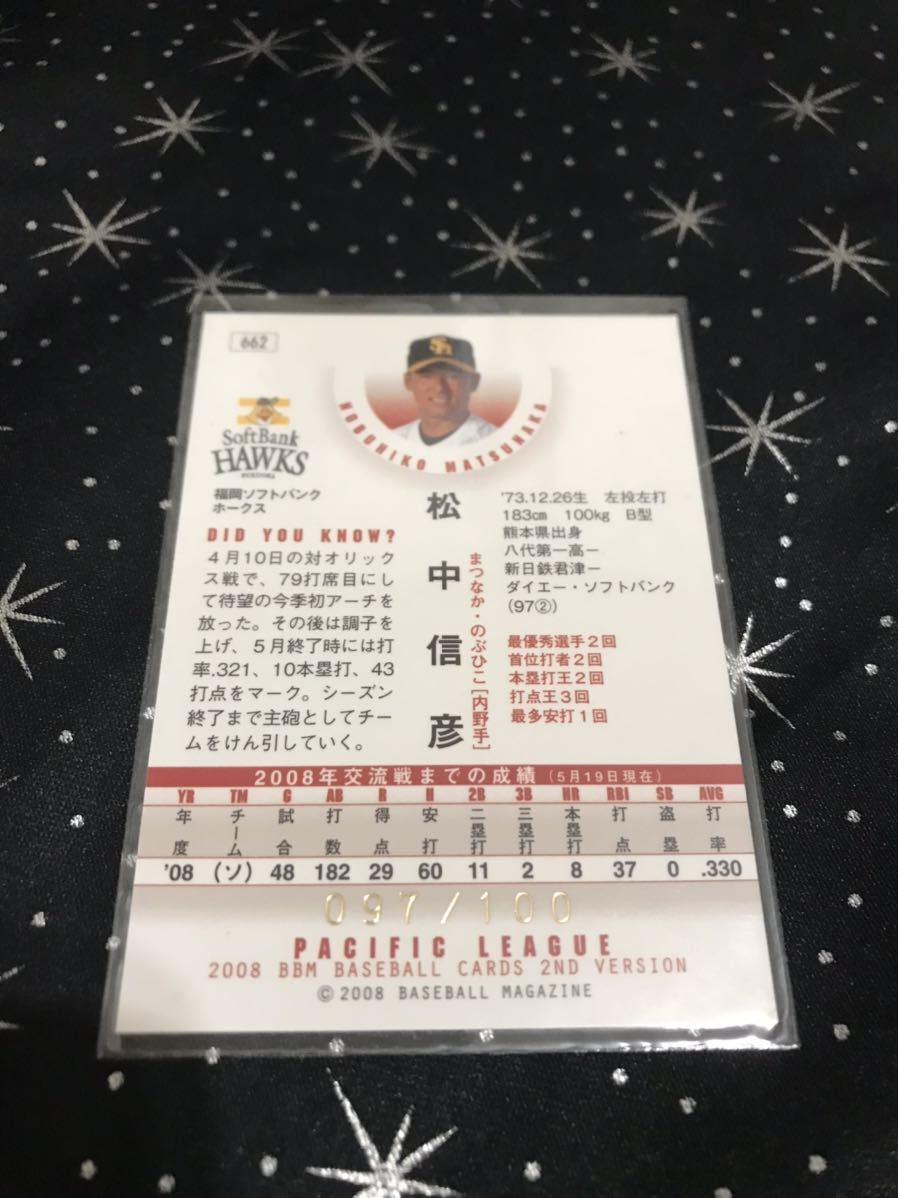 662
SH
NOBUHIKO MATSUNAKA
SoftBank
HAWKS
FUKUOKA
福岡ソフトバンク
ホークス
DID YOU KNOW?
4月10日の対オリック
ス戦で、79打席目にし
て待望の今季初アーチを
放った。その後は調子を
上げ、5月終了時には打
率.321、10本塁打、43
打点をマーク。シーズン
終了まで主砲としてチー
ムをけん引していく。
松中信彦
まつなか・のぶひこ[内野手]
'73.12.26生 左投左打
183cm 100kg B型
熊本県出身
八代第一高ー
新日鉄君津ー
ダイエー・ソフトバンク
(97②)
最優秀選手2回
首位打者2回
本塁打王2回
打点王3回
最多安打1回
2008年交流戦までの成績(5月19日現在)
YR TM G AB R H 2B 3B HR RBI SB AVG
年度 チーム 試合 打数 得点 安打 二塁打 三塁打 本塁打 打点 盗塁 打率
'08 (ソ) 48 182 29 60 11 2 8 37 0 .330
097/100
PACIFIC LEAGUE
2008 BBM BASEBALL CARDS 2ND VERSION
©2008 BASEBALL MAGAZINE